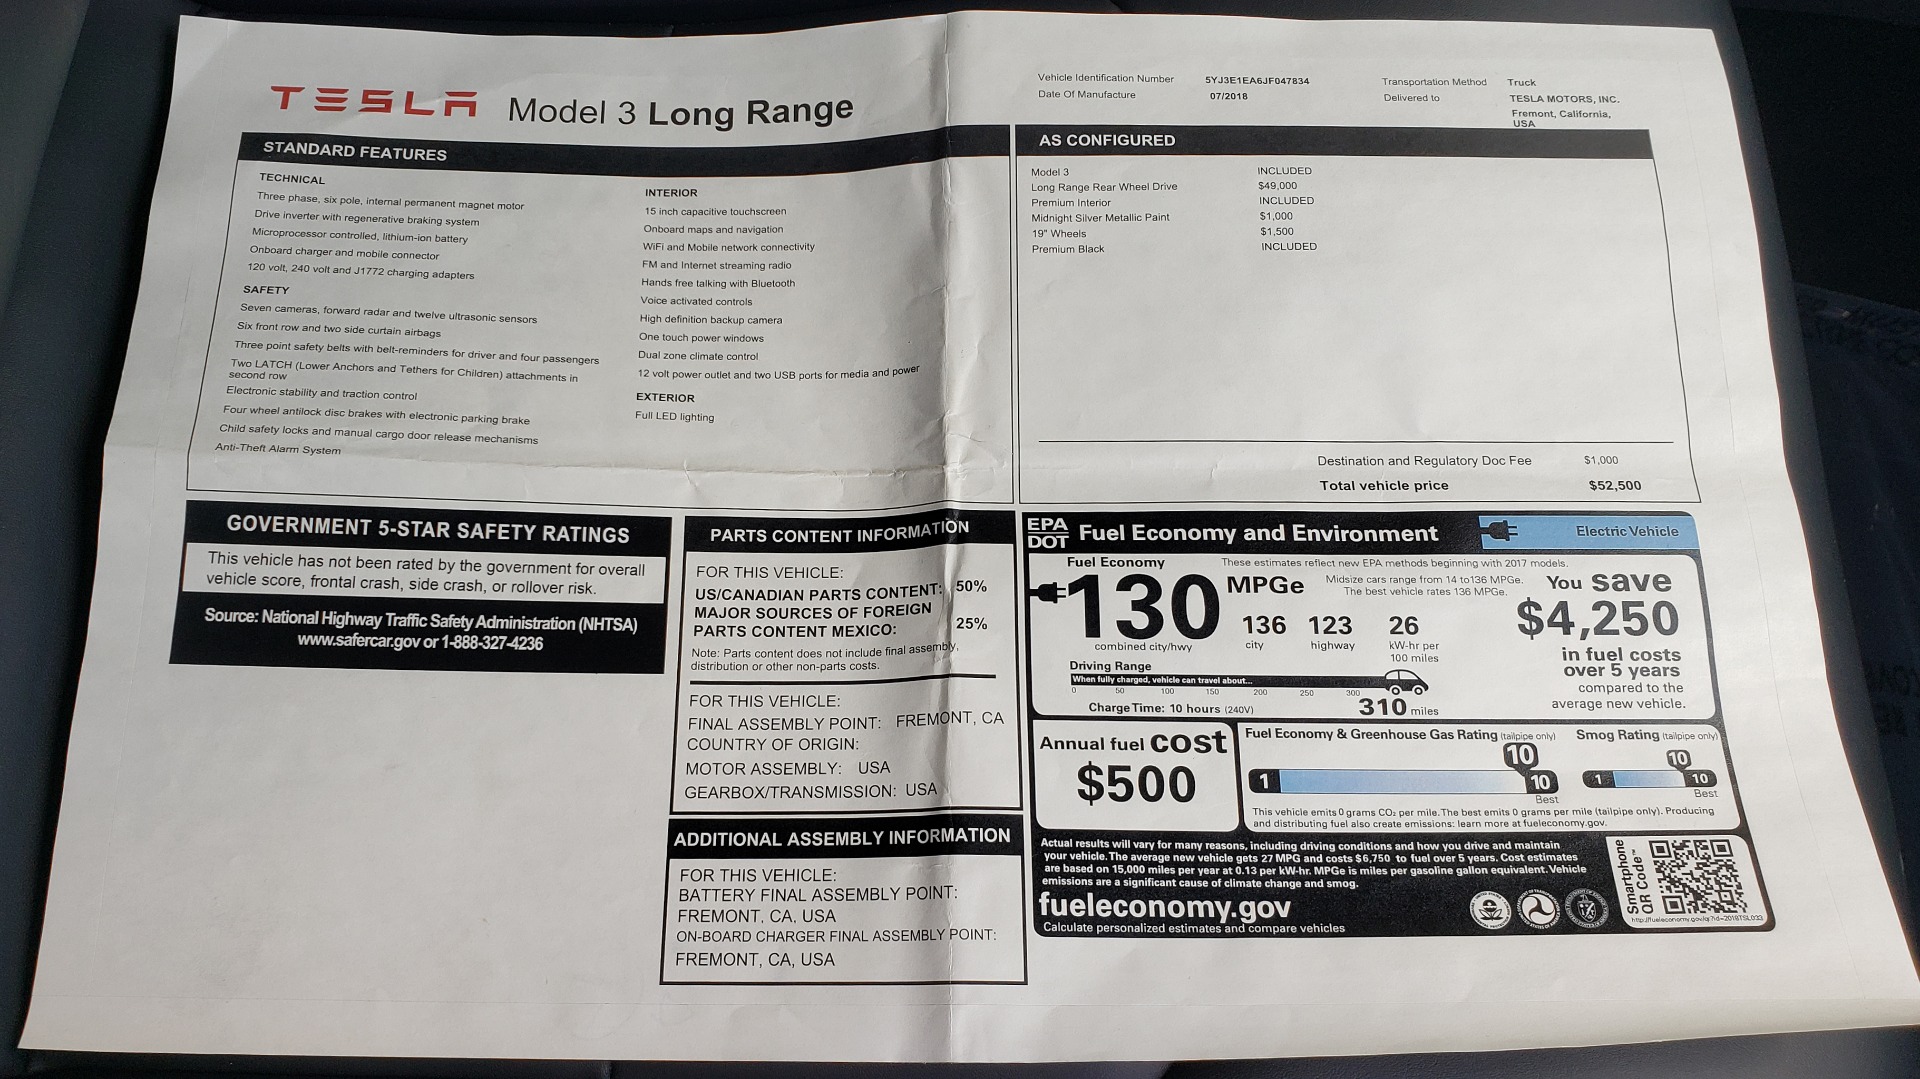 TESLA Model 3 Long Range
Vehicle Identification Number 5YJ3E1EA6JF047834
Date Of Manufacture 07/2018
Transportation Method Truck
Delivered to TESLA MOTORS, INC.
Fremont, California,
USA
STANDARD FEATURES
TECHNICAL
Three phase, six pole, internal permanent magnet motor
Drive inverter with regenerative braking system
Microprocessor controlled, lithium-ion battery
Onboard charger and mobile connector
120 volt, 240 volt and J1772 charging adapters
SAFETY
Seven cameras, forward radar and twelve ultrasonic sensors
Six front row and two side curtain airbags
Three point safety belts with belt-reminders for driver and four passengers
Two LATCH (Lower Anchors and Tethers for Children) attachments in
second row
Electronic stability and traction control
Four wheel antilock disc brakes with electronic parking brake
Child safety locks and manual cargo door release mechanisms
Anti-Theft Alarm System
INTERIOR
15 inch capacitive touchscreen
Onboard maps and navigation
WiFi and Mobile network connectivity
FM and Internet streaming radio
Hands free talking with Bluetooth
Voice activated controls
High definition backup camera
One touch power windows
Dual zone climate control
12 volt power outlet and two USB ports for media and power
EXTERIOR
Full LED lighting
AS CONFIGURED
Model 3 INCLUDED
Long Range Rear Wheel Drive $49,000
Premium Interior INCLUDED
Midnight Silver Metallic Paint $1,000
19" Wheels $1,500
Premium Black INCLUDED
Destination and Regulatory Doc Fee $1,000
Total vehicle price $52,500
GOVERNMENT 5-STAR SAFETY RATINGS
This vehicle has not been rated by the government for overall
vehicle score, frontal crash, side crash, or rollover risk.
Source: National Highway Traffic Safety Administration (NHTSA)
www.safercar.gov or 1-888-327-4236
PARTS CONTENT INFORMATION
FOR THIS VEHICLE:
US/CANADIAN PARTS CONTENT: 50%
MAJOR SOURCES OF FOREIGN
PARTS CONTENT MEXICO: 25%
Note: Parts content does not include final assembly,
distribution or other non-parts costs.
FOR THIS VEHICLE:
FINAL ASSEMBLY POINT: FREMONT, CA
COUNTRY OF ORIGIN:
MOTOR ASSEMBLY: USA
GEARBOX/TRANSMISSION: USA
ADDITIONAL ASSEMBLY INFORMATION
FOR THIS VEHICLE:
BATTERY FINAL ASSEMBLY POINT:
FREMONT, CA, USA
ON-BOARD CHARGER FINAL ASSEMBLY POINT:
FREMONT, CA, USA
EPA
DOT
Fuel Economy and Environment
Electric Vehicle
Fuel Economy
These estimates reflect new EPA methods beginning with 2017 models.
130 MPGe
combined city/hwy
Midsize cars range from 14 to 136 MPGe.
The best vehicle rates 136 MPGe.
136 123 26
city highway kW-hr per
100 miles
You save
$4,250
in fuel costs
over 5 years
compared to the
average new vehicle.
Driving Range
When fully charged, vehicle can travel about...
0 50 100 150 200 250 300
310 miles
Charge Time: 10 hours (240V)
Annual fuel cost
$500
Fuel Economy & Greenhouse Gas Rating (tailpipe only)
10
1 10
Best
Smog Rating (tailpipe only)
10
1 10
Best
This vehicle emits 0 grams CO₂ per mile. The best emits 0 grams per mile (tailpipe only). Producing
and distributing fuel also create emissions: learn more at fueleconomy.gov.
Actual results will vary for many reasons, including driving conditions and how you drive and maintain
your vehicle. The average new vehicle gets 27 MPG and costs $6,750 to fuel over 5 years. Cost estimates
are based on 15,000 miles per year at 0.13 per kW-hr. MPGe is miles per gasoline gallon equivalent. Vehicle
emissions are a significant cause of climate change and smog.
fueleconomy.gov
Calculate personalized estimates and compare vehicles
Smartphone
QR Code™